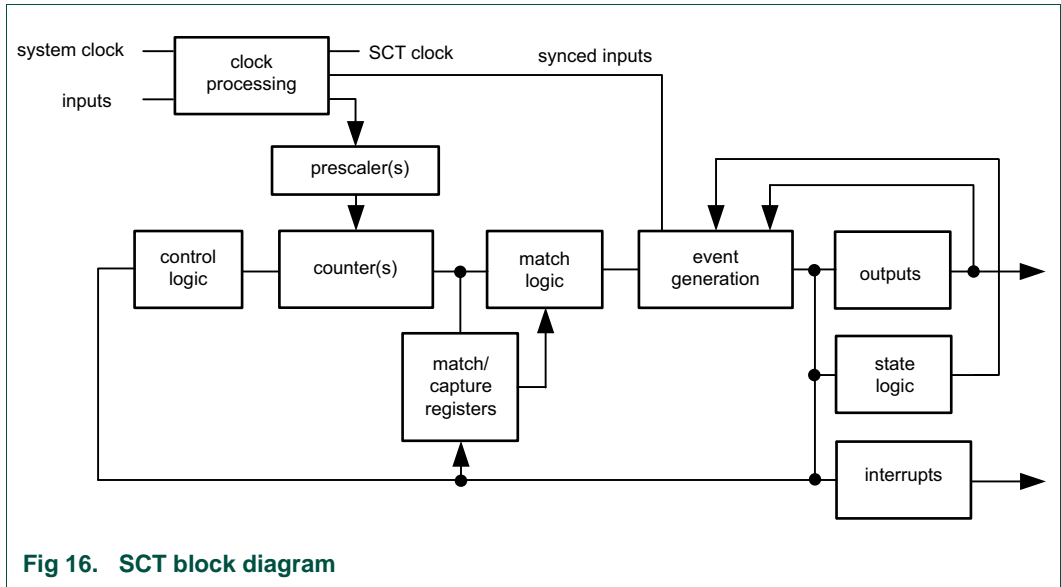 system clock
inputs
clock
processing
SCT clock
synced inputs
prescaler(s)
control
logic
counter(s)
match
logic
event
generation
outputs
match/
capture
registers
state
logic
interrupts
Fig 16. SCT block diagram